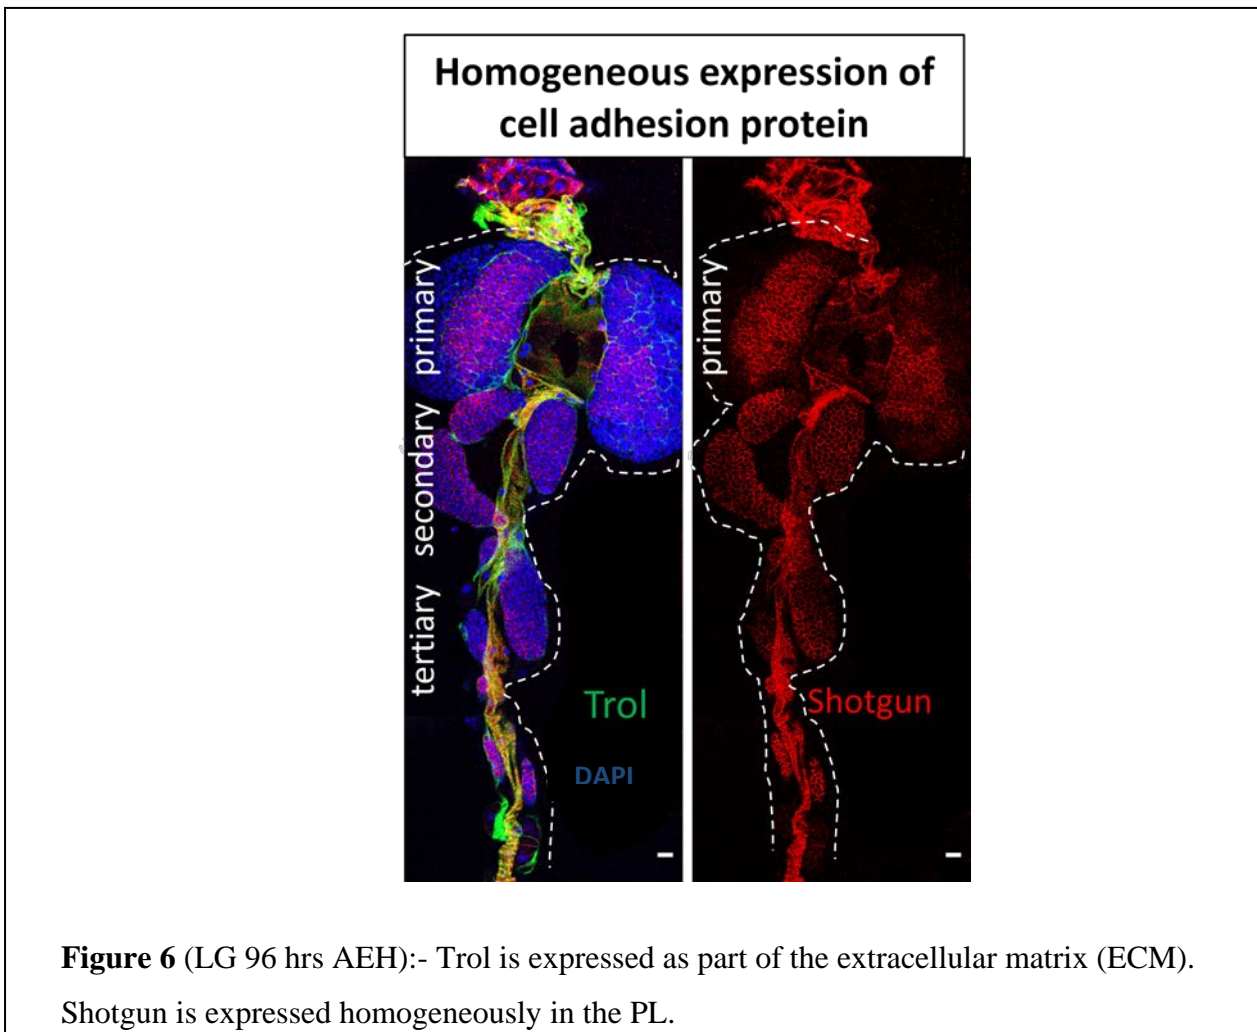 Homogeneous expression of
cell adhesion protein
primary
secondary
tertiary
Trol
DAPI
primary
Shotgun
Figure 6 (LG 96 hrs AEH):- Trol is expressed as part of the extracellular matrix (ECM).
Shotgun is expressed homogeneously in the PL.